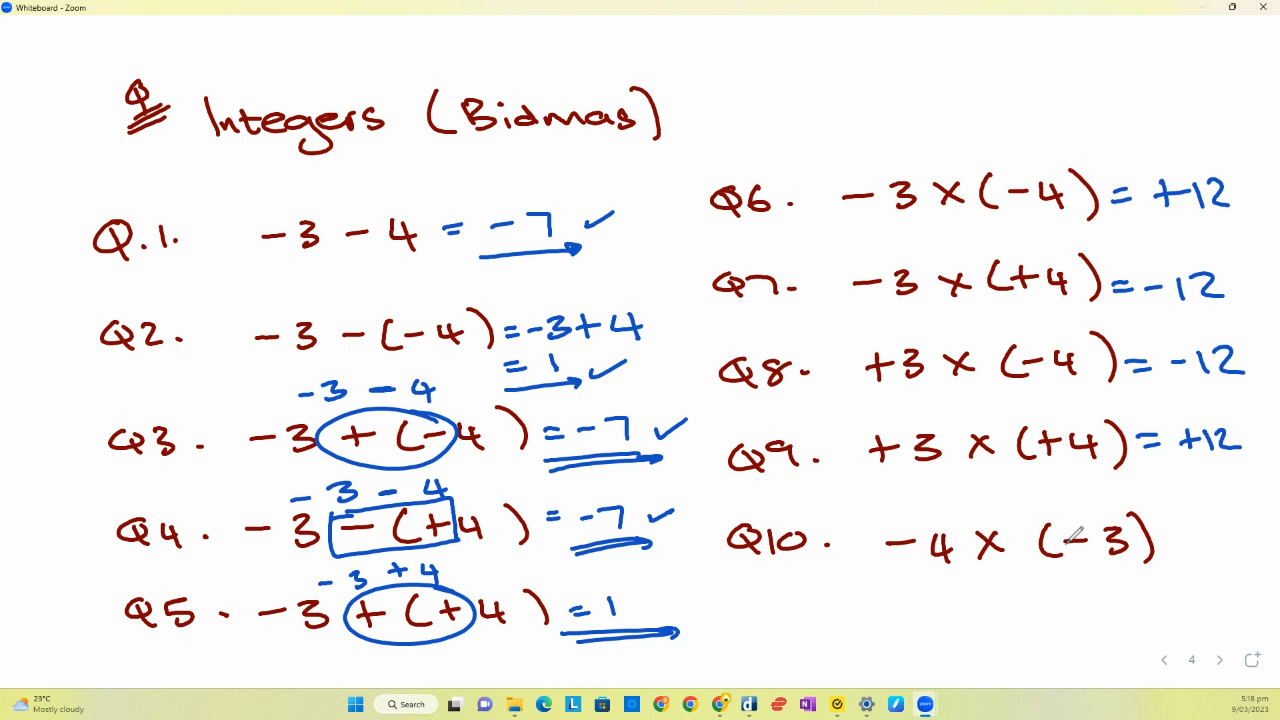 Whiteboard - Zoom
Q Integers (Bidmas)
Q.1. -3 - 4 = -7 ✓
Q2. -3 - (-4) = -3+4
= 1 ✓
-3 - 4
Q3. -3 + (-4) = -7 ✓
-3 - 4
Q4. -3 - (+4) = -7 ✓
-3 +4
Q5. -3 + (+4) = 1
Q6. -3 × (-4) = +12
Q7. -3 × (+4) = -12
Q8. +3 × (-4) = -12
Q9. +3 × (+4) = +12
Q10. -4 × (-3)
< 4 >
23°C
Mostly cloudy
Search
5:18 pm
9/03/2023